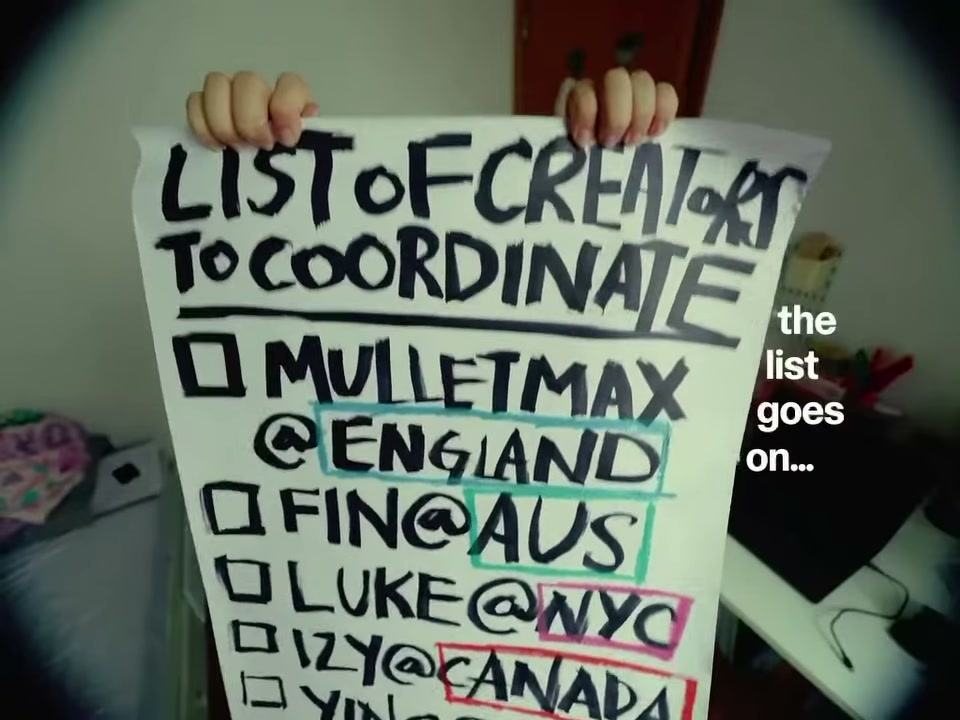 LIST OF CREATORS
TO COORDINATE
MULLETMAX
@ENGLAND
FIN@AUS
LUKE@NYC
IZY@CANADA
the
list
goes
on...